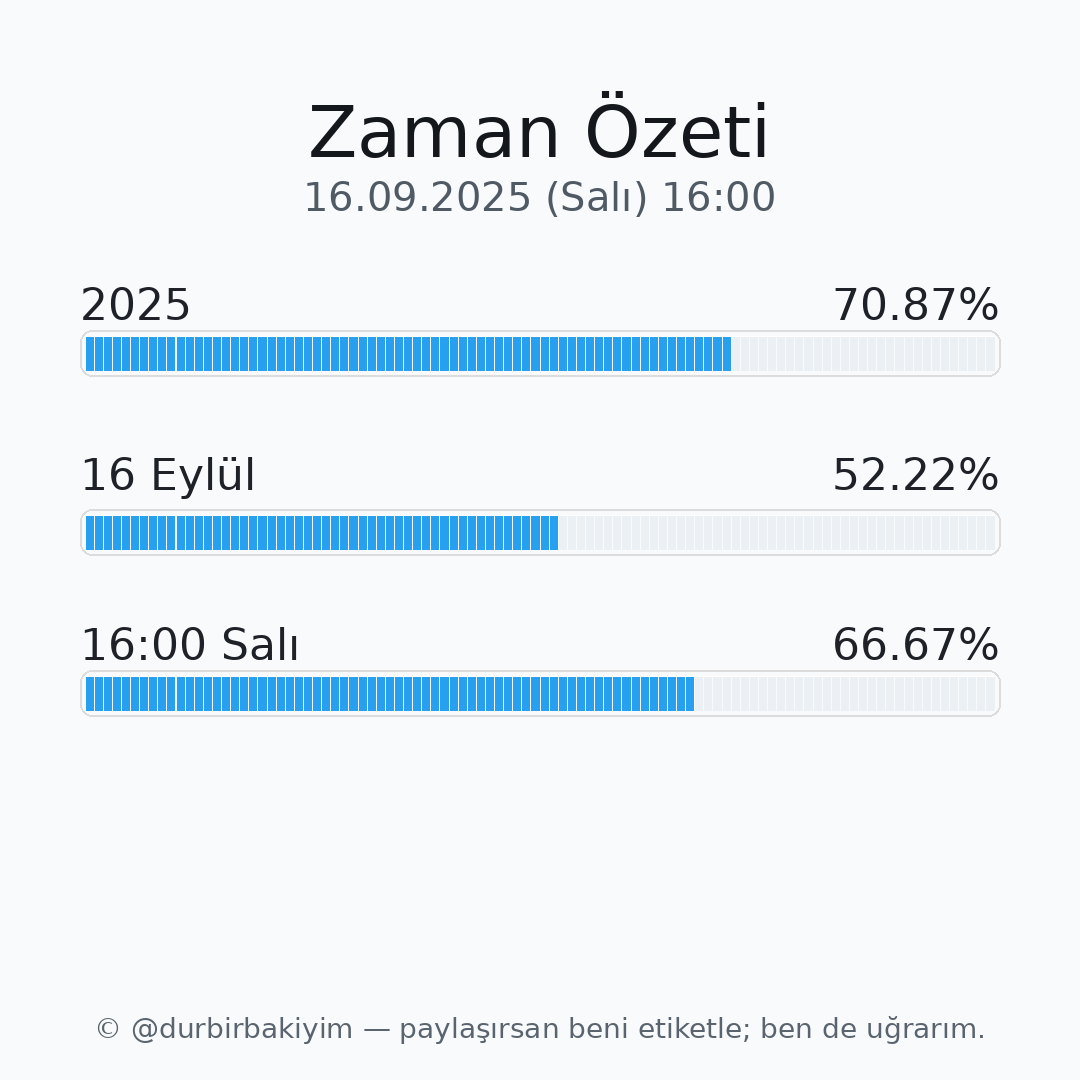 Zaman Özeti
16.09.2025 (Salı) 16:00
2025 70.87%
16 Eylül 52.22%
16:00 Salı 66.67%
© @durbirbakiyim — paylaşırsan beni etiketle; ben de uğrarım.